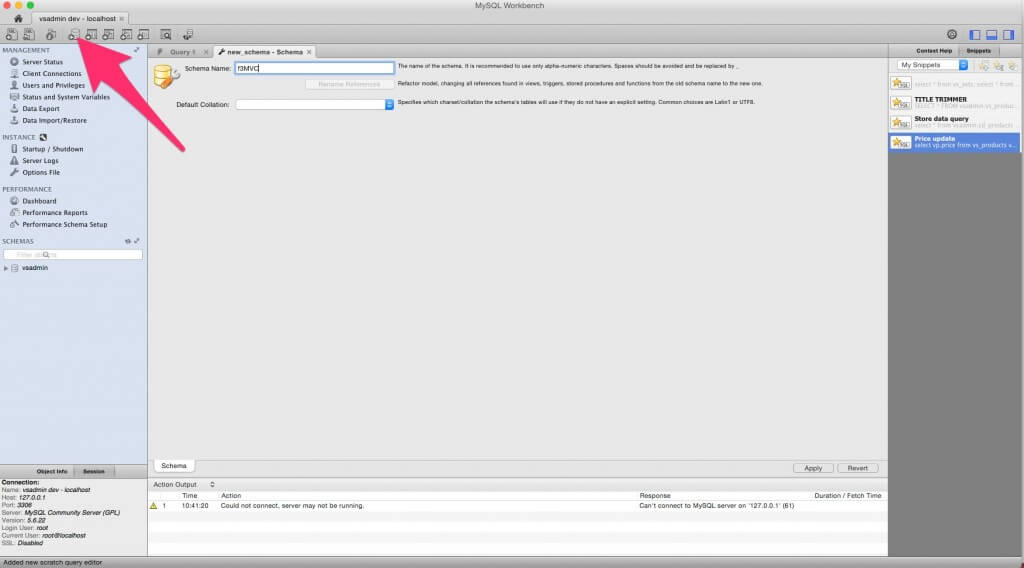 MySQL Workbench
vsadmin dev - localhost
MANAGEMENT
Server Status
Client Connections
Users and Privileges
Status and System Variables
Data Export
Data Import/Restore
INSTANCE
Startup / Shutdown
Server Logs
Options File
PERFORMANCE
Dashboard
Performance Reports
Performance Schema Setup
SCHEMAS
Filter objects
vsadmin
Object Info Session
Connection:
Name: vsadmin dev - localhost
Host: 127.0.0.1
Port: 3306
Server: MySQL Community Server (GPL)
Version: 5.6.22
Login User: root
Current User: root@localhost
SSL: Disabled
Added new scratch query editor
Query 1 new_schema - Schema
Schema Name: f3MVC The name of the schema. It is recommended to use only alpha-numeric characters. Spaces should be avoided and be replaced by _
Rename References Refactor model, changing all references found in views, triggers, stored procedures and functions from the old schema name to the new one.
Default Collation: Specifies which charset/collation the schema's tables will use if they do not have an explicit setting. Common choices are Latin1 or UTF8.
Schema
Apply Revert
Action Output
Time Action Response Duration / Fetch Time
1 10:41:20 Could not connect, server may not be running. Can't connect to MySQL server on '127.0.0.1' (61)
Context Help Snippets
My Snippets
TITLE TRIMMER
SELECT * FROM vsadmin.vs_produc...
Store data query
select * from vsadmin.cd_products
Price update
select vp.price from vs_products v...